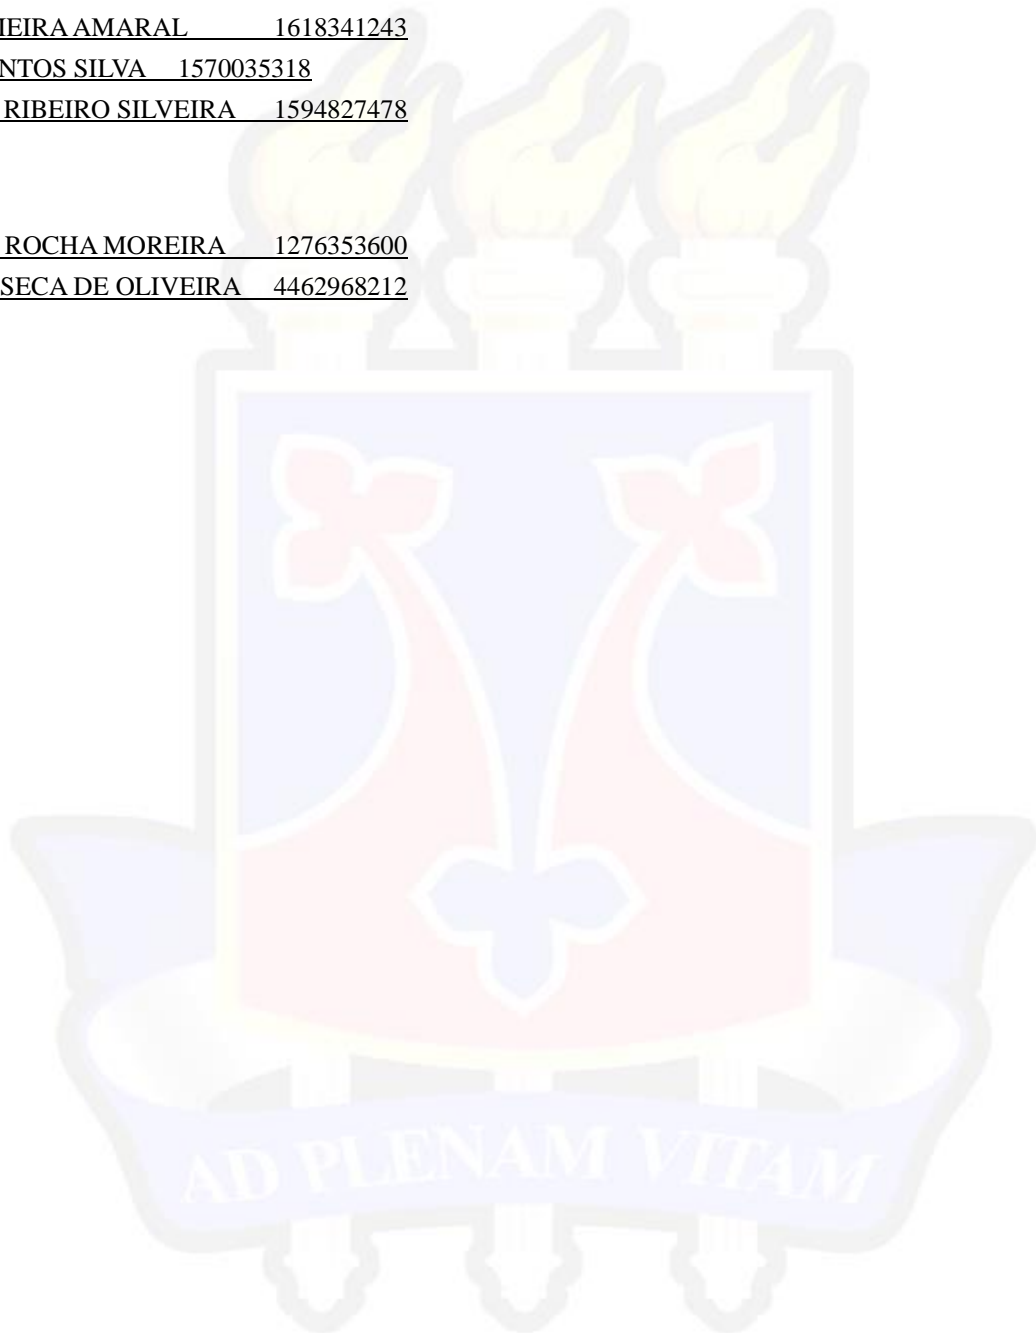 IEIRA AMARAL 1618341243
NTOS SILVA 1570035318
RIBEIRO SILVEIRA 1594827478
ROCHA MOREIRA 1276353600
SECA DE OLIVEIRA 4462968212
AD PLENAM VITAM